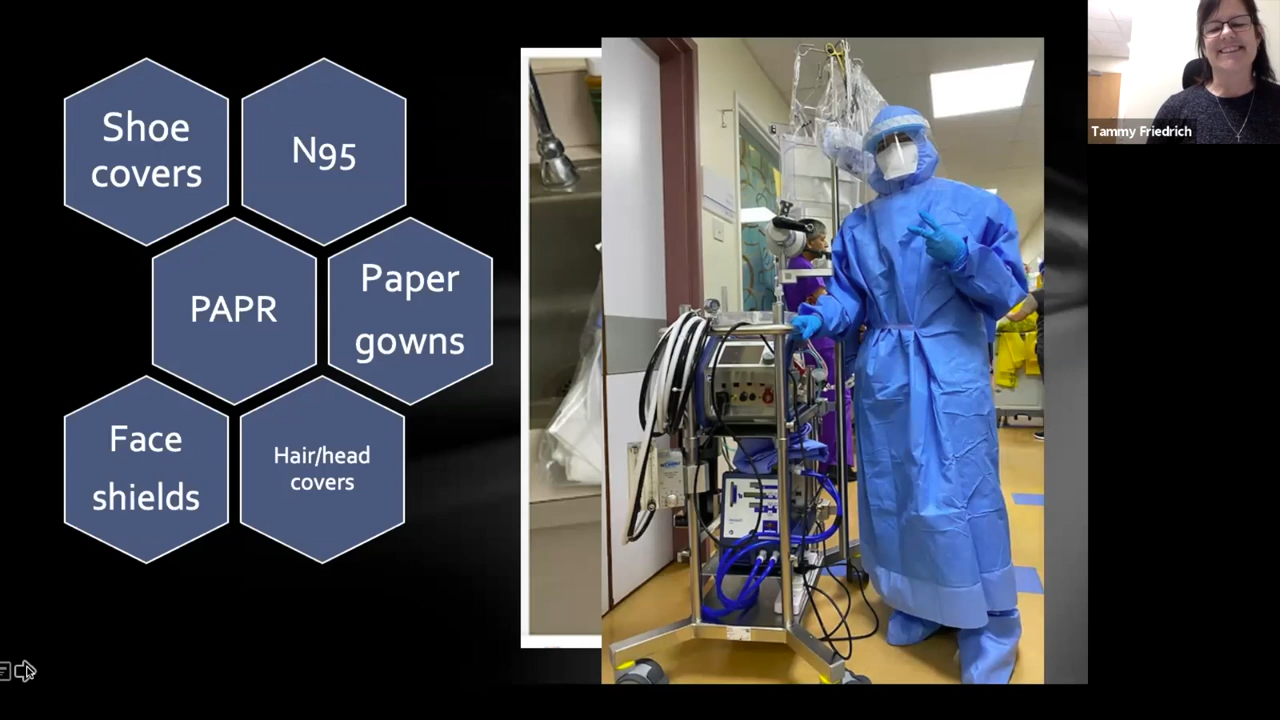 Shoe
covers
N95
PAPR
Paper
gowns
Face
shields
Hair/head
covers
Tammy Friedrich